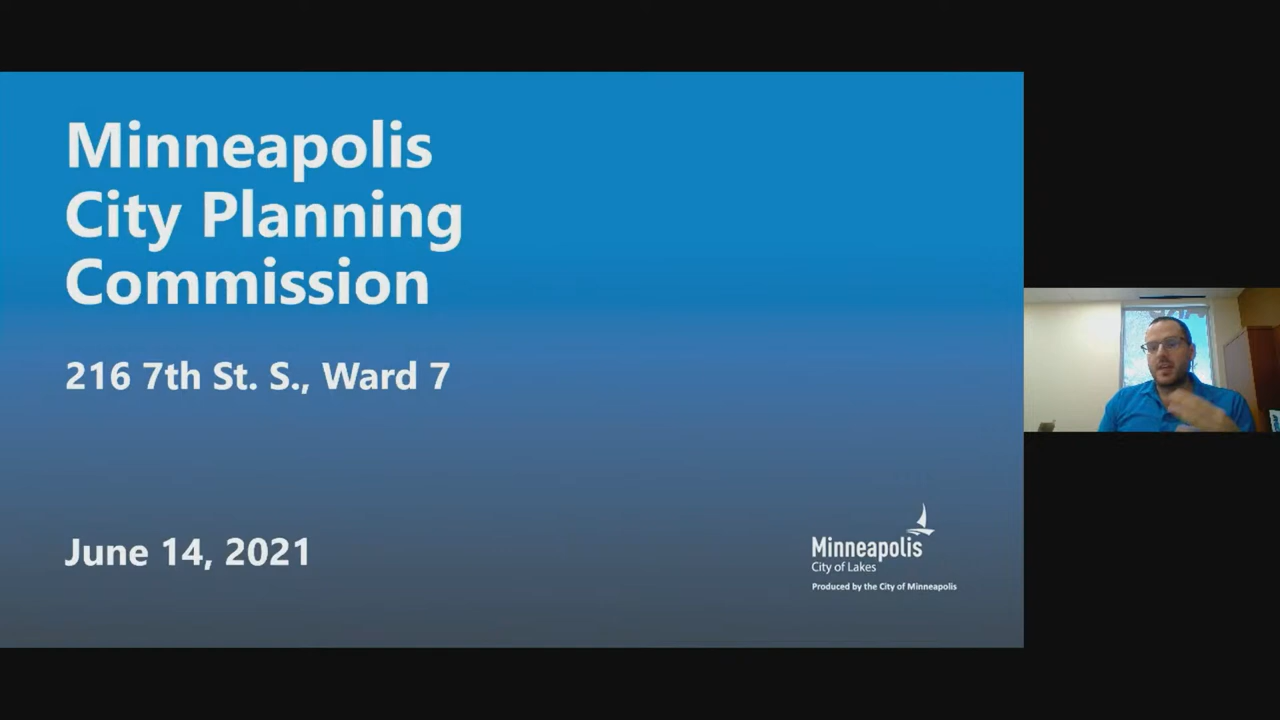 Minneapolis
City Planning
Commission
216 7th St. S., Ward 7
June 14, 2021
Minneapolis
City of Lakes
Produced by the City of Minneapolis